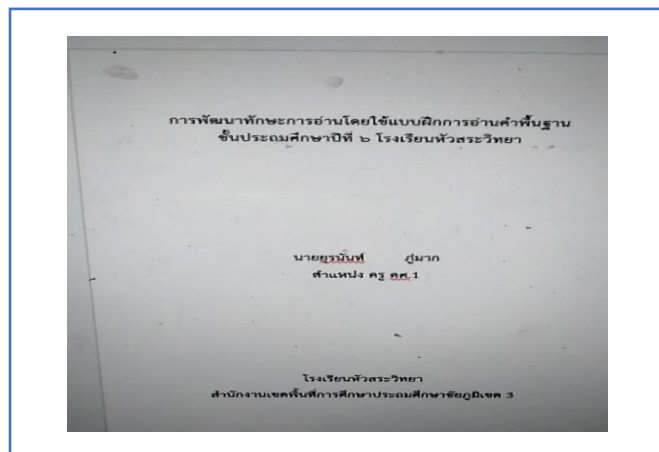 การพัฒนาทักษะการอ่านโดยใช้แบบฝึกการอ่านคำพื้นฐาน
ชั้นประถมศึกษาปีที่ ๖ โรงเรียนหัวสระวิทยา
นายยุรนันท์ ภู่มาก
ตำแหน่ง ครู คศ.1
โรงเรียนหัวสระวิทยา
สำนักงานเขตพื้นที่การศึกษาประถมศึกษาชัยภูมิเขต 3